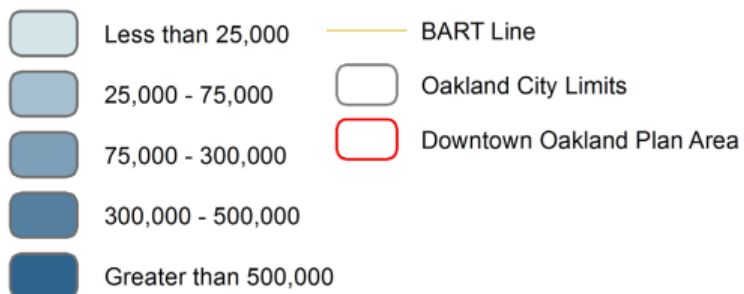 Less than 25,000
25,000 - 75,000
75,000 - 300,000
300,000 - 500,000
Greater than 500,000
BART Line
Oakland City Limits
Downtown Oakland Plan Area